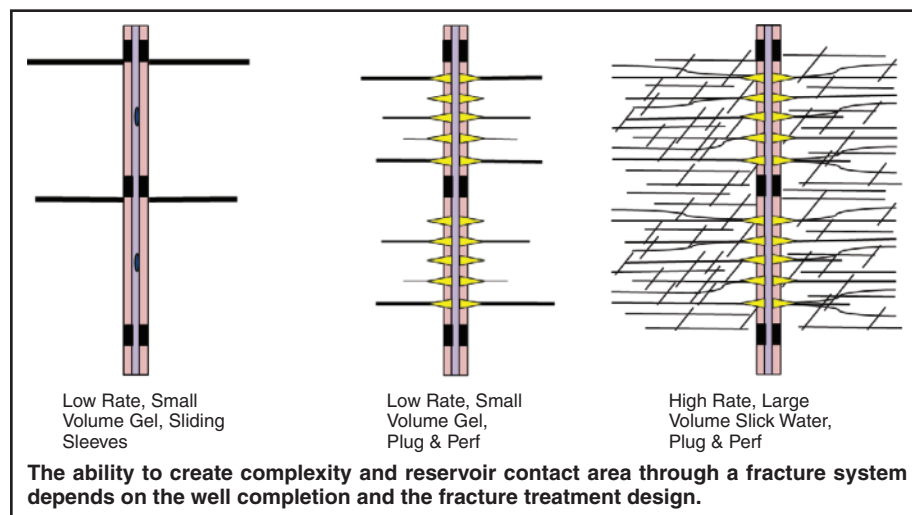 Low Rate, Small
Volume Gel, Sliding
Sleeves
Low Rate, Small
Volume Gel,
Plug & Perf
High Rate, Large
Volume Slick Water,
Plug & Perf
The ability to create complexity and reservoir contact area through a fracture system
depends on the well completion and the fracture treatment design.